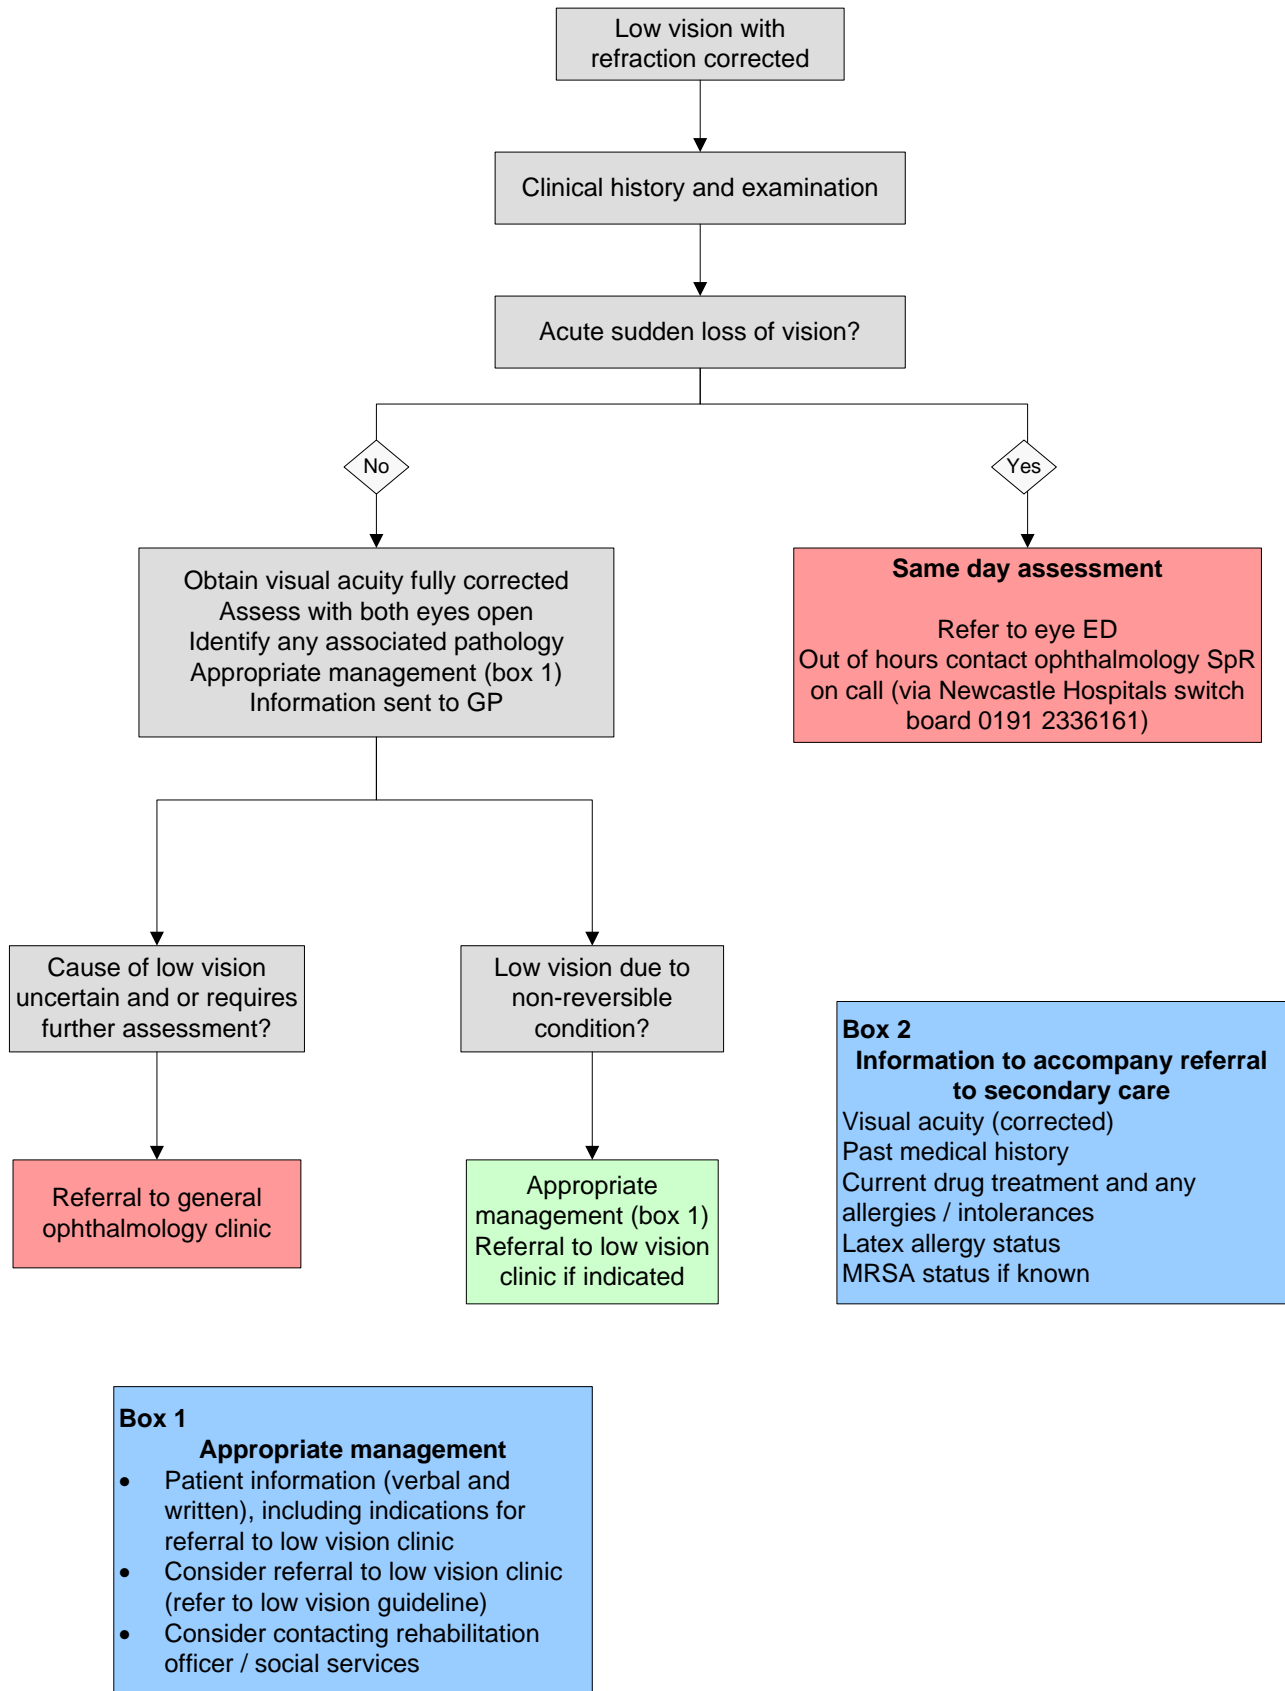 Low vision with
refraction corrected
Clinical history and examination
Acute sudden loss of vision?
No
Yes
Obtain visual acuity fully corrected
Assess with both eyes open
Identify any associated pathology
Appropriate management (box 1)
Information sent to GP
Same day assessment
Refer to eye ED
Out of hours contact ophthalmology SpR
on call (via Newcastle Hospitals switch
board 0191 2336161)
Cause of low vision
uncertain and or requires
further assessment?
Low vision due to
non-reversible
condition?
Referral to general
ophthalmology clinic
Appropriate
management (box 1)
Referral to low vision
clinic if indicated
Box 2
Information to accompany referral
to secondary care
Visual acuity (corrected)
Past medical history
Current drug treatment and any
allergies / intolerances
Latex allergy status
MRSA status if known
Box 1
Appropriate management
• Patient information (verbal and
written), including indications for
referral to low vision clinic
• Consider referral to low vision clinic
(refer to low vision guideline)
• Consider contacting rehabilitation
officer / social services